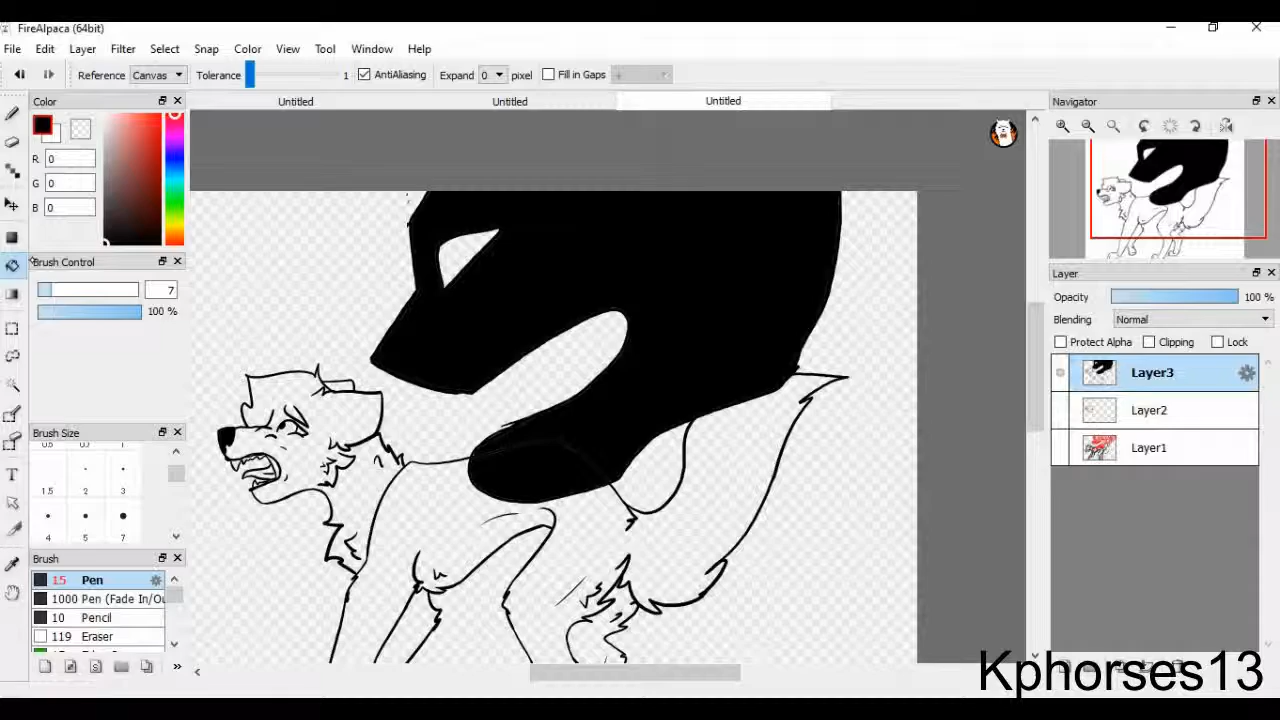 FireAlpaca (64bit)
File Edit Layer Filter Select Snap Color View Tool Window Help
Reference Canvas Tolerance 1 AntiAliasing Expand 0 pixel Fill in Gaps
Color
Untitled Untitled Untitled
Navigator
R 0
G 0
B 0
Brush Control
7
100 %
Layer
Opacity 100 %
Blending Normal
Protect Alpha Clipping Lock
Layer3
Layer2
Layer1
Brush Size
1.5 2 3
4 5 7
Brush
15 Pen
1000 Pen (Fade In/Ou
10 Pencil
119 Eraser
Kphorses13